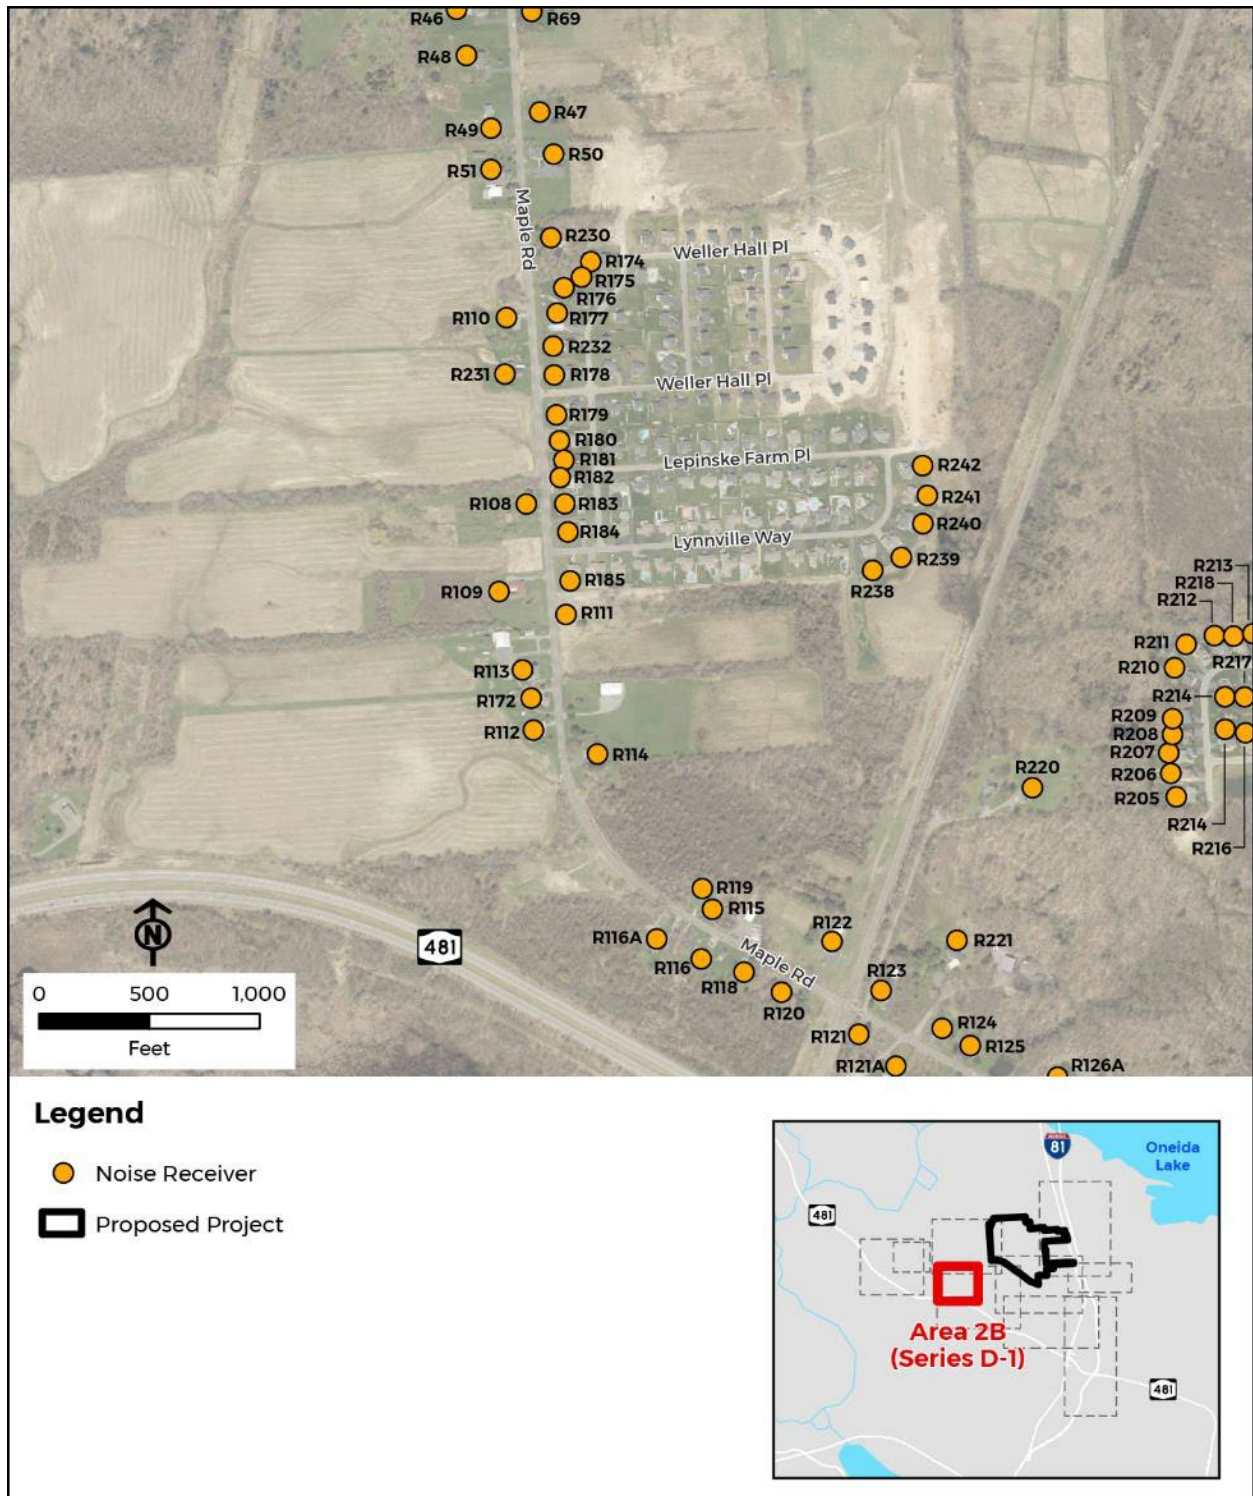 R46
R69
R48
R47
R49
R50
R51
Maple Rd
R230
R174
Weller Hall Pl
R175
R176
R110
R177
R232
R231
R178
Weller Hall Pl
R179
R180
R181
Lepinske Farm Pl
R242
R182
R241
R108
R183
R240
R184
Lynnville Way
R239
R238
R185
R109
R111
R213
R218
R212
R211
R210
R217
R113
R172
R214
R112
R209
R208
R114
R207
R220
R206
R205
R214
R216
R119
R115
R122
R116A
R221
481
R116
Maple Rd
R118
R123
R120
R124
R121
R125
R121A
R126A
N
0 500 1,000
Feet
Legend
Noise Receiver
Proposed Project
INTERSTATE
81
Oneida
Lake
481
Area 2B
(Series D-1)
481